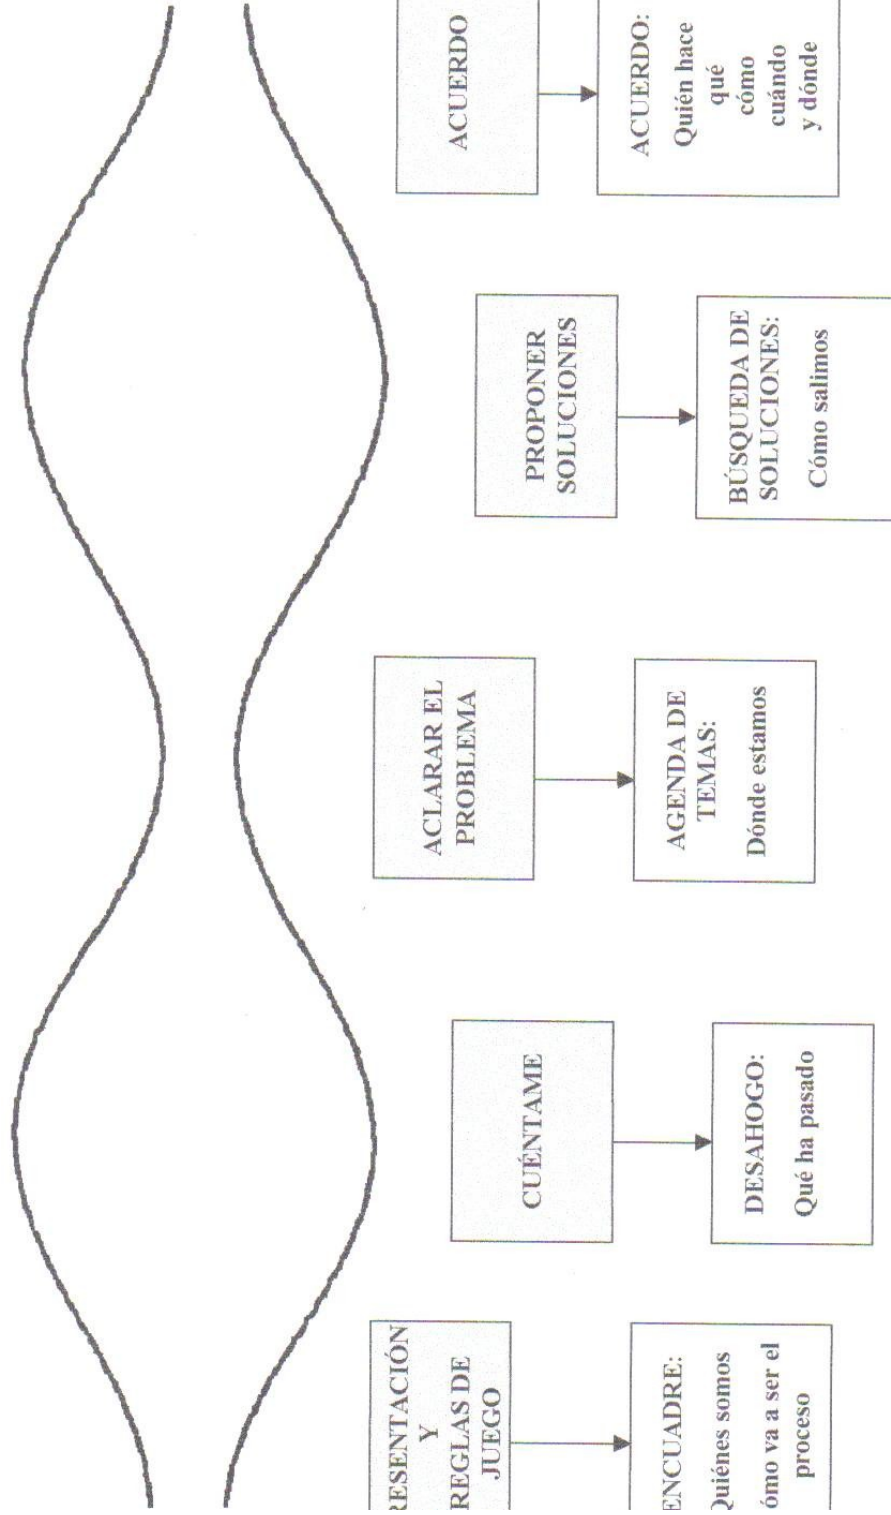 RESENTACIÓN
Y
REGLAS DE
JUEGO
ENCUADRE:
Quiénes somos
ómo va a ser el
proceso
CUÉNTAME
DESAHOGO:
Qué ha pasado
ACLARAR EL
PROBLEMA
AGENDA DE
TEMAS:
Dónde estamos
PROPONER
SOLUCIONES
BÚSQUEDA DE
SOLUCIONES:
Cómo salimos
ACUERDO
ACUERDO:
Quién hace
qué
cómo
cuándo
y dónde